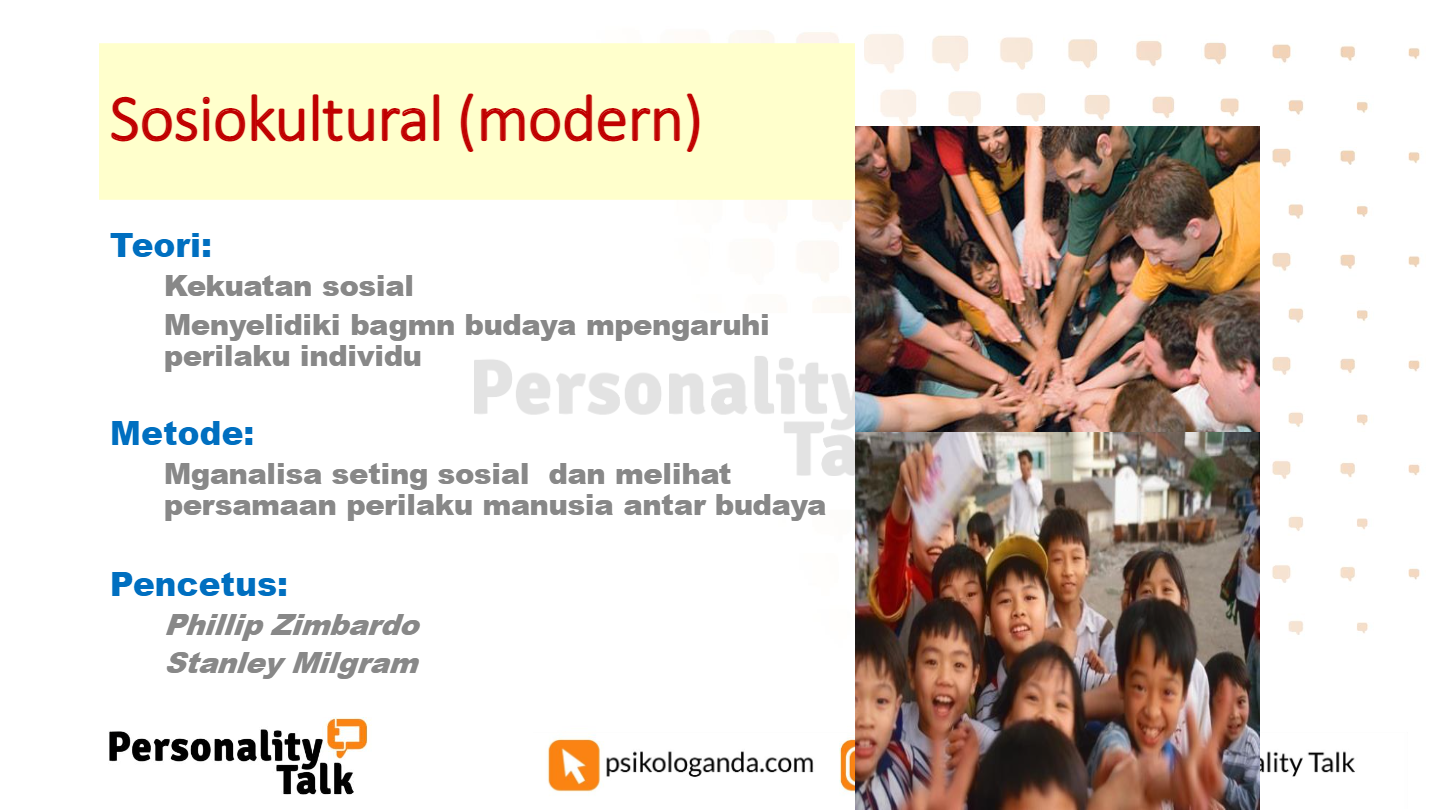 Sosiokultural (modern)
Teori:
Kekuatan sosial
Menyelidiki bagmn budaya mpengaruhi
perilaku individu
Personality
Ta
Metode:
Mganalisa seting sosial  dan melihat
persamaan perilaku manusia antar budaya
Pencetus:
Phillip Zimbardo
Stanley Milgram
Personality
Talk
psikologanda.com
ality Talk